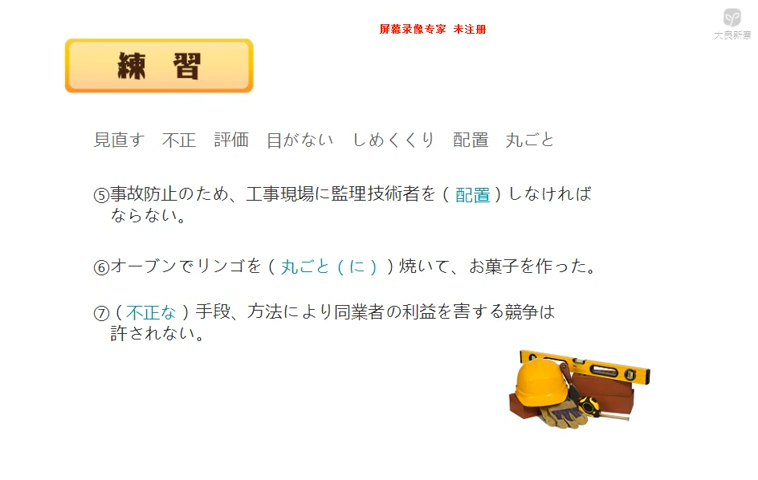 屏幕录像专家 未注册
太良新葉
練 習
見直す 不正 評価 目がない しめくくり 配置 丸ごと
⑤事故防止のため、工事現場に監理技術者を（配置）しなければ
ならない。
⑥オーブンでリンゴを（丸ごと（に））焼いて、お菓子を作った。
⑦（不正な）手段、方法により同業者の利益を害する競争は
許されない。